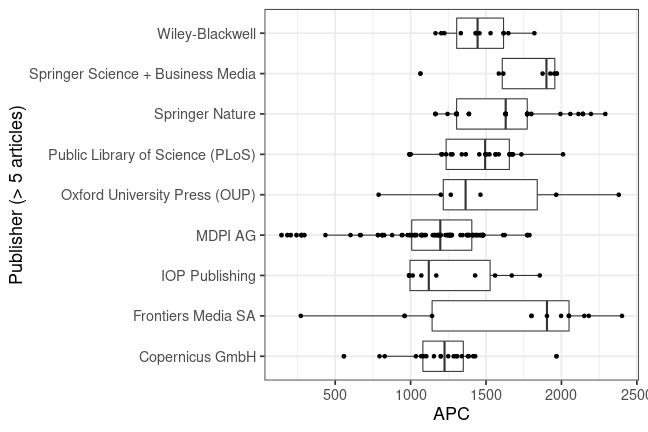 Publisher (> 5 articles)
Wiley-Blackwell
Springer Science + Business Media
Springer Nature
Public Library of Science (PLoS)
Oxford University Press (OUP)
MDPI AG
IOP Publishing
Frontiers Media SA
Copernicus GmbH
500 1000 1500 2000 2500
APC